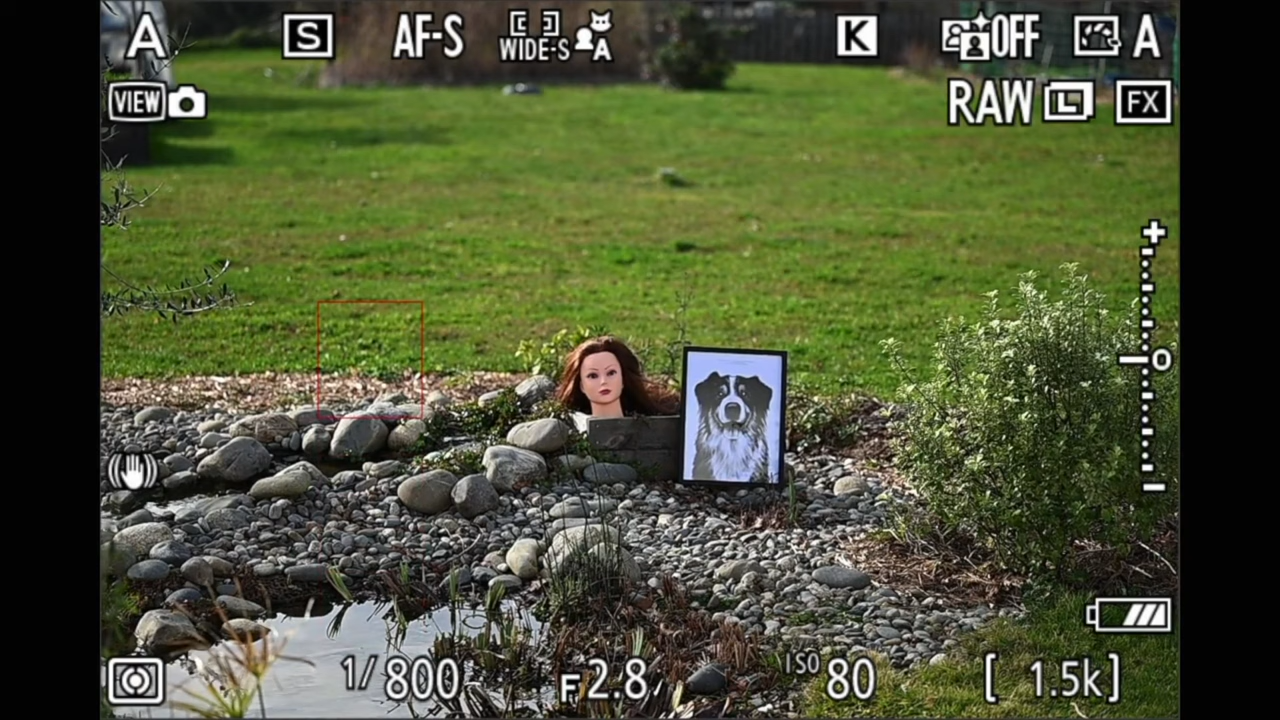 A S AF-S WIDE-S A K OFF A
VIEW RAW L FX
1/800 F2.8 ISO 80 [ 1.5k ]